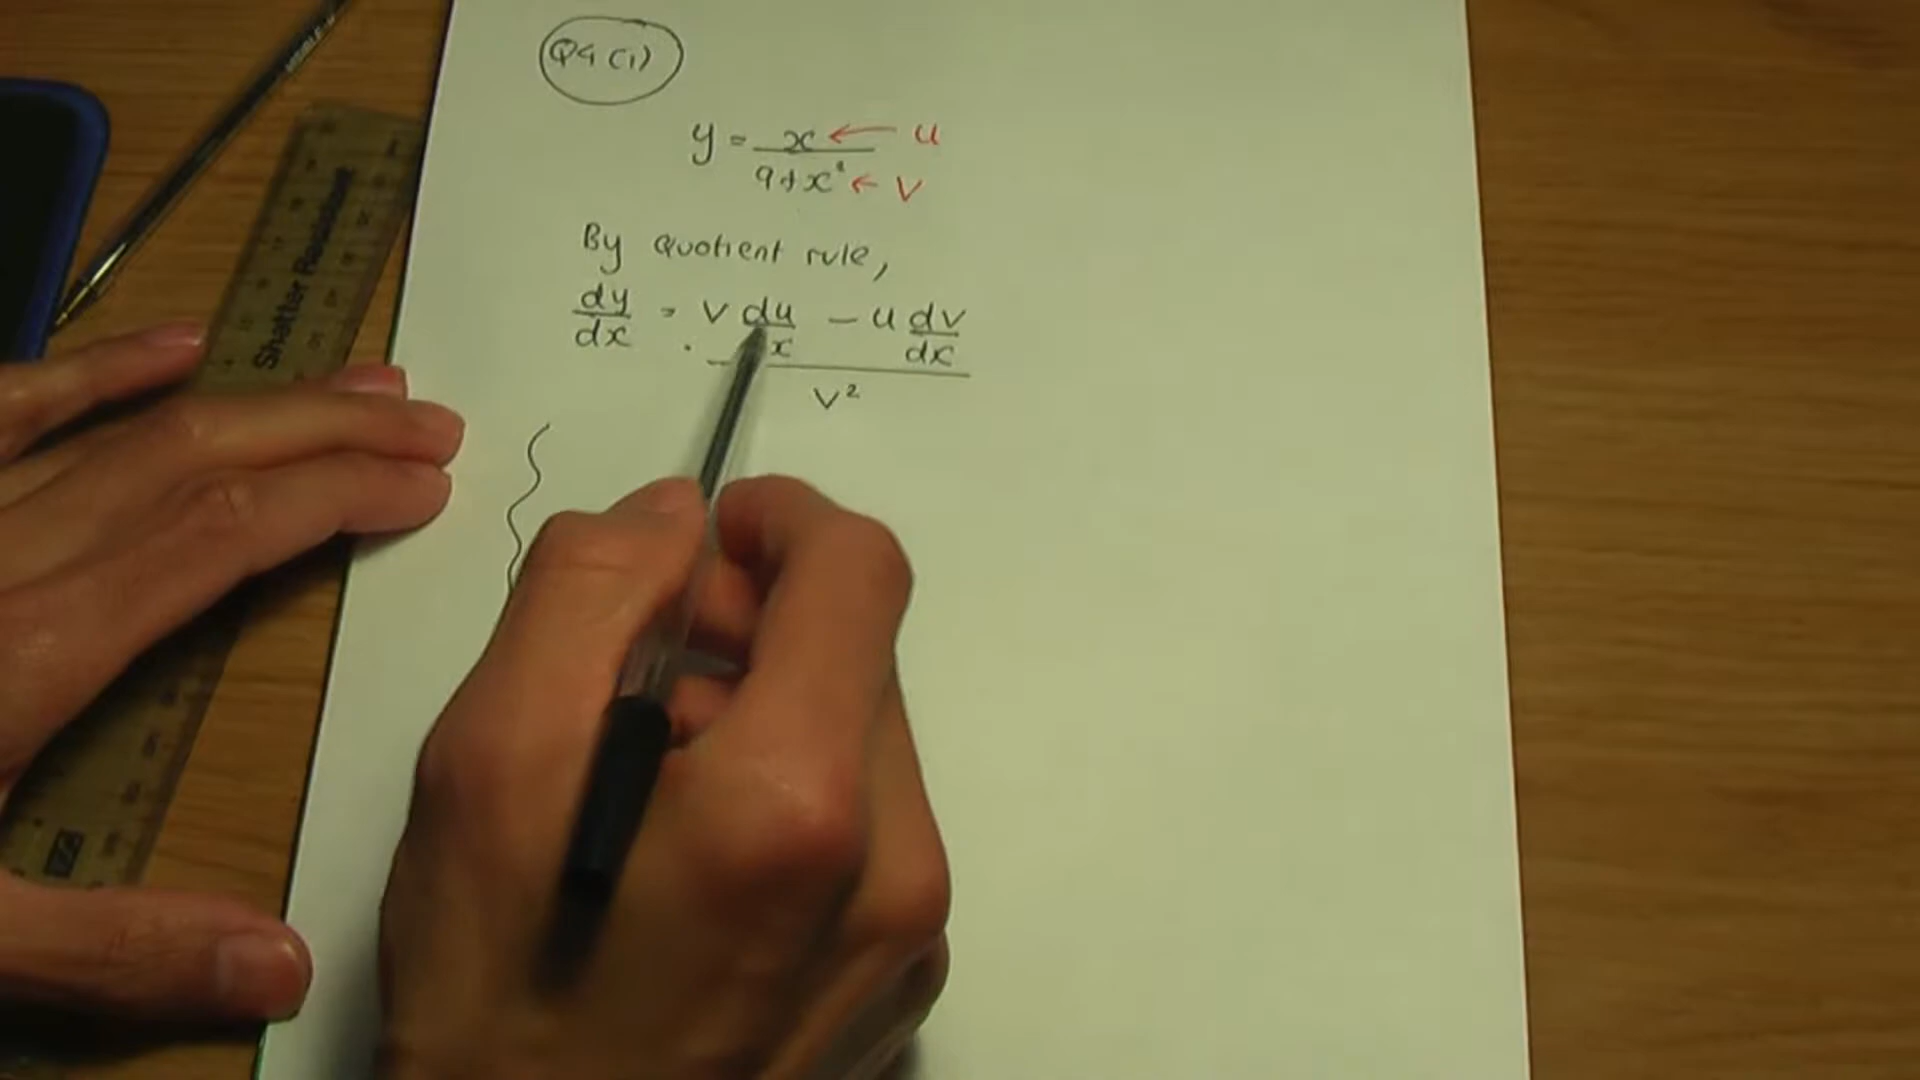 Q4 (i)
y = x ← u
9+x² ← v
By quotient rule,
dy/dx = v du/dx - u dv/dx
v²
Shatter Resistant